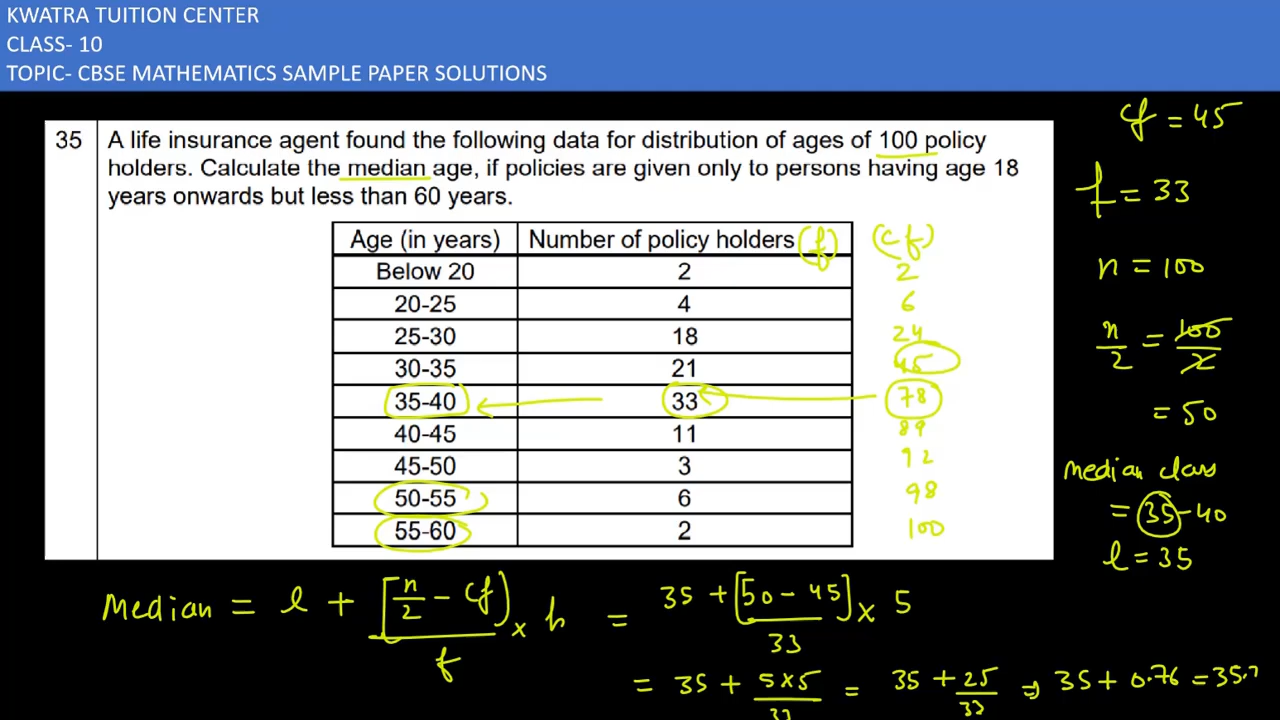 KWATRA TUITION CENTER
CLASS- 10
TOPIC- CBSE MATHEMATICS SAMPLE PAPER SOLUTIONS
35 A life insurance agent found the following data for distribution of ages of 100 policy
holders. Calculate the median age, if policies are given only to persons having age 18
years onwards but less than 60 years.
Age (in years) Number of policy holders (f) (cf)
Below 20 2 2
20-25 4 6
25-30 18 24
30-35 21 45
35-40 33 78
40-45 11 89
45-50 3 92
50-55 6 98
55-60 2 100
cf = 45
f = 33
n = 100
n/2 = 100/2
= 50
median class
= 35-40
l = 35
Median = l + [n/2 - cf)/f × h = 35 + [50 - 45]/33 × 5
= 35 + 5×5/33 = 35 + 25/33 ⇒ 35 + 0.76 = 35.7